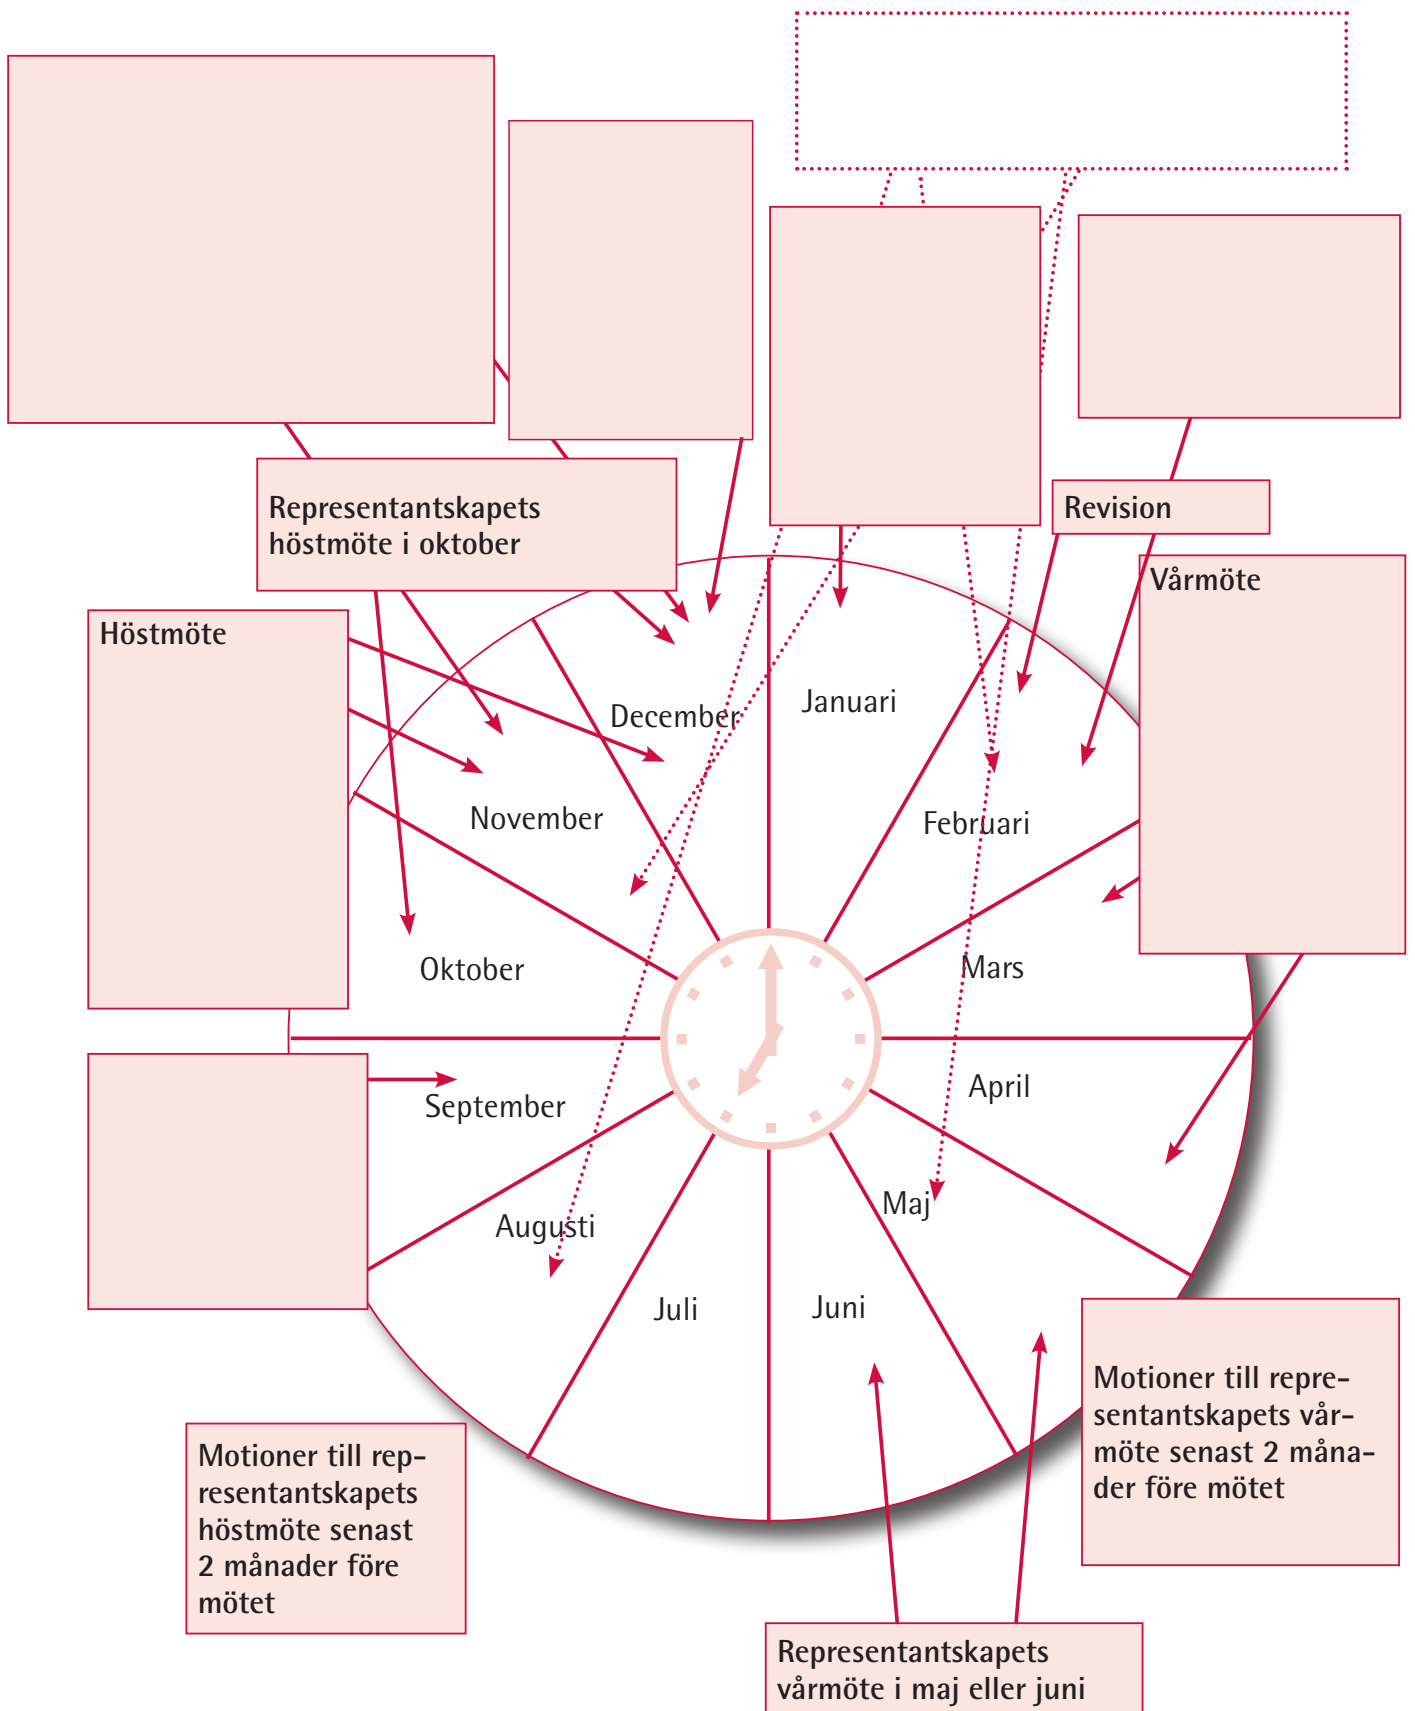 Representantskapets
höstmöte i oktober
Revision
Vårmöte
Höstmöte
December
Januari
November
Februari
Oktober
Mars
September
April
Augusti
Maj
Juli
Juni
Motioner till repre-
sentantskapets vår-
möte senast 2 måna-
der före mötet
Motioner till rep-
resentantskapets
höstmöte senast
2 månader före
mötet
Representantskapets
vårmöte i maj eller juni